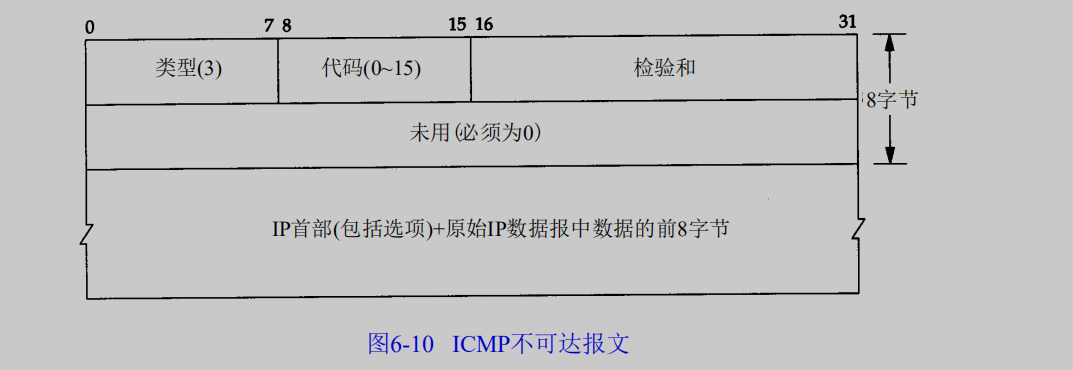 0 7 8 15 16 31
类型(3) 代码(0~15) 检验和
8字节
未用(必须为0)
IP首部(包括选项)+原始IP数据报中数据的前8字节
图6-10 ICMP不可达报文